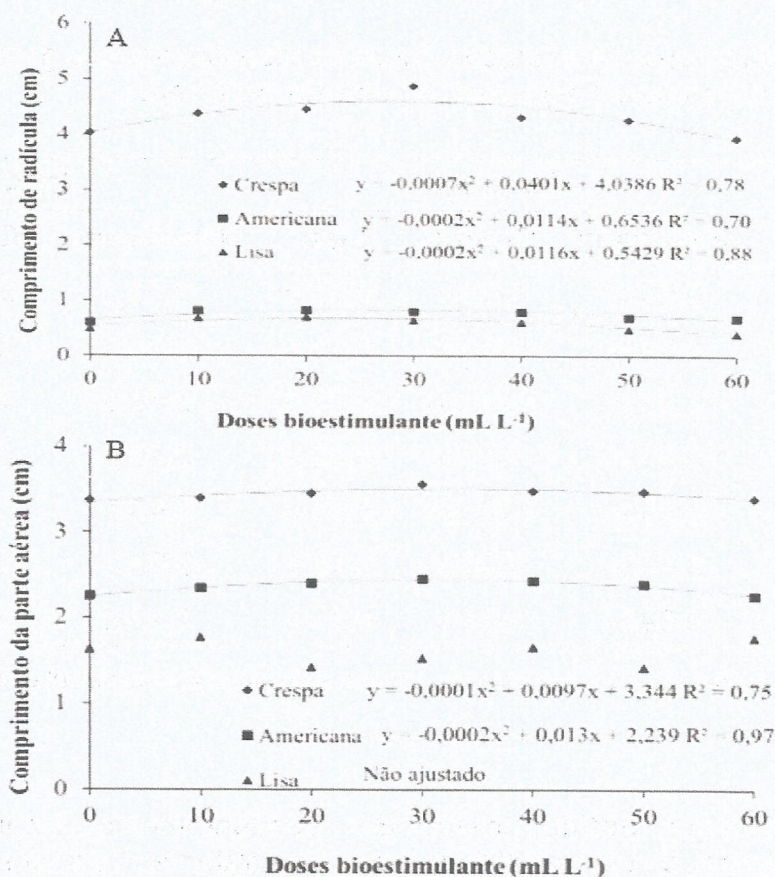 A
Comprimento de radícula (cm)
6
5
4
3
2
1
0
Crespa y = -0,0007x² + 0,0401x + 4,0386 R² = 0,78
Americana y = -0,0002x² + 0,0114x + 0,6536 R² = 0,70
Lisa y = -0,0002x² + 0,0116x + 0,5429 R² = 0,88
0 10 20 30 40 50 60
Doses bioestimulante (mL L⁻¹)
B
Comprimento da parte aérea (cm)
4
3
2
1
0
Crespa y = -0,0001x² + 0,0097x + 3,344 R² = 0,75
Americana y = -0,0002x² + 0,013x + 2,239 R² = 0,97
Lisa Não ajustado
0 10 20 30 40 50 60
Doses bioestimulante (mL L⁻¹)